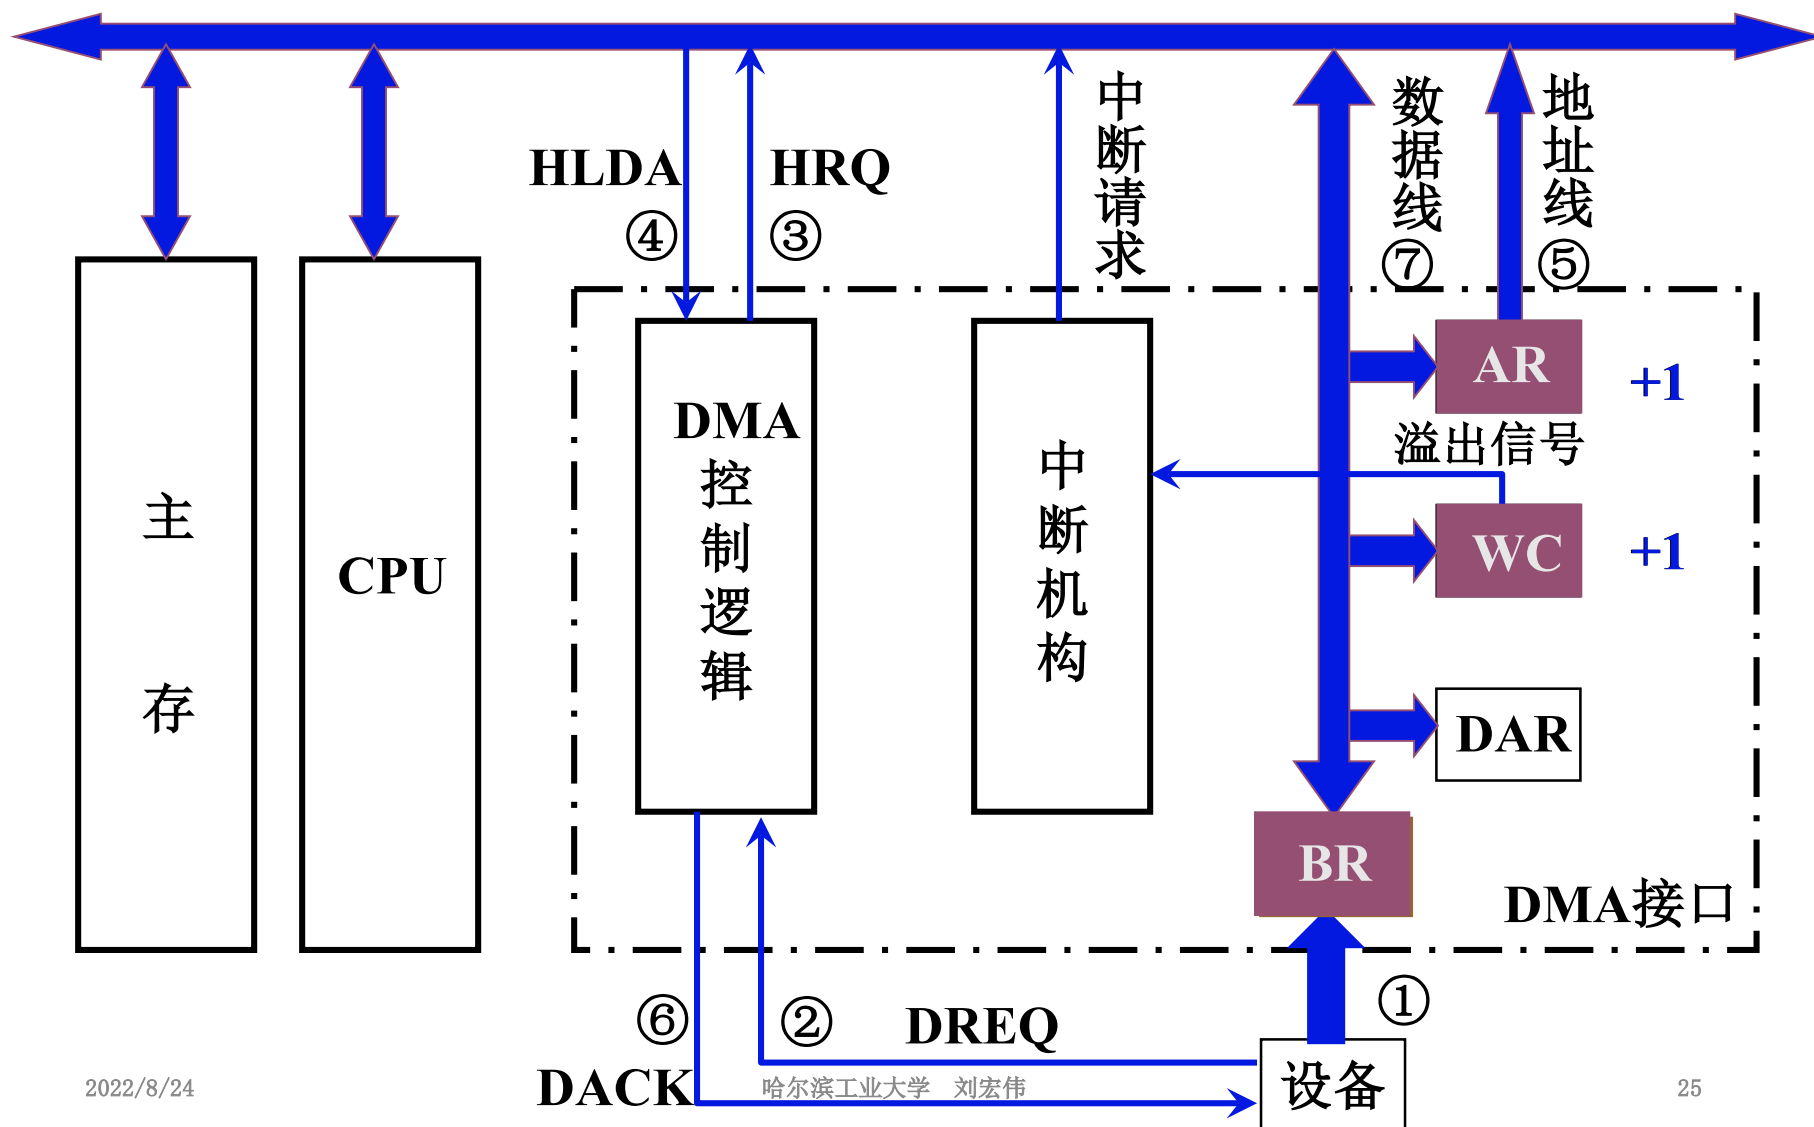 HLDA
④
HRQ
③
中断请求
数据线
⑦
地址线
⑤
主存
CPU
DMA
控制逻辑
中断机构
AR
+1
溢出信号
WC
+1
DAR
BR
DMA接口
⑥
②
DREQ
①
DACK
设备
2022/8/24
哈尔滨工业大学 刘宏伟
25